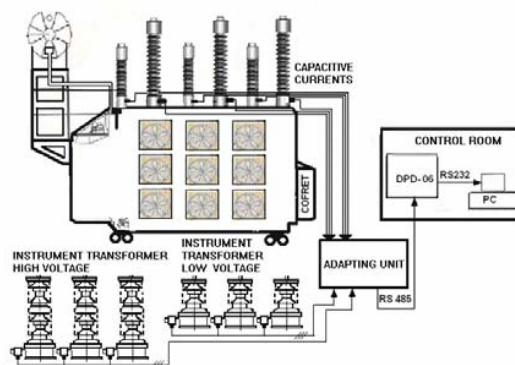 CAPACITIVE
CURRENTS
CONTROL ROOM
DPD-06
RS232
PC
COFRET
INSTRUMENT TRANSFORMER
HIGH VOLTAGE
INSTRUMENT
TRANSFORMER
LOW VOLTAGE
ADAPTING UNIT
RS 485